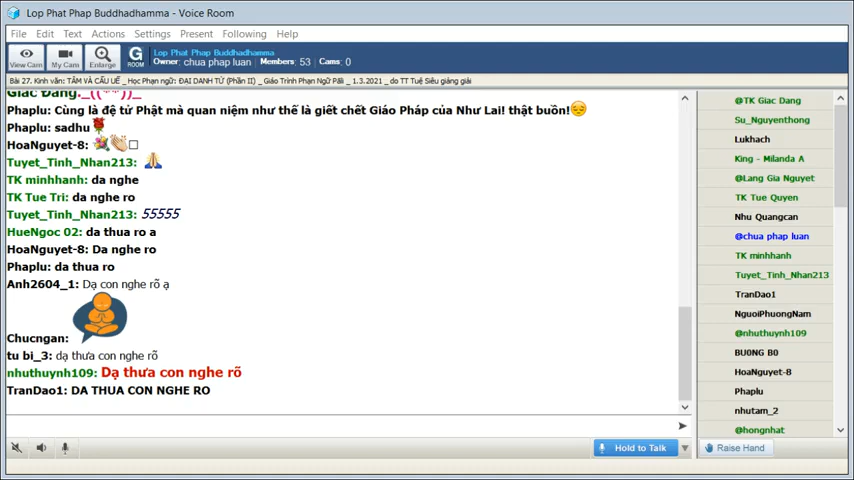 Lop Phat Phap Buddhadhamma - Voice Room
File Edit Text Actions Settings Present Following Help
View Cam My Cam Enlarge G ROOM
Lop Phat Phap Buddhadhamma
Owner: chua phap luan Members: 53 Cams: 0
Bài 27. Kinh văn: TÂM VÀ CẤU UẾ _ Học Phạn ngữ: ĐẠI DANH TỪ (Phần II) _ Giáo Trình Phạn Ngữ Pāli _ 1.3.2021 _ do TT Tuệ Siêu giảng giải
Giac Đang._((**))_
Phaplu: Cùng là đệ tử Phật mà quan niệm như thế là giết chết Giáo Pháp của Như Lai! thật buồn!
Phaplu: sadhu
HoaNguyet-8:
Tuyet_Tinh_Nhan213:
TK minhhanh: da nghe
TK Tue Tri: da nghe ro
Tuyet_Tinh_Nhan213: 55555
HueNgoc 02: da thua ro a
HoaNguyet-8: Da nghe ro
Phaplu: da thua ro
Anh2604_1: Dạ con nghe rõ ạ
Chucngan:
tu bi_3: dạ thưa con nghe rõ
nhuthuynh109: Dạ thưa con nghe rõ
TranDao1: DA THUA CON NGHE RO
Hold to Talk
@TK Giac Dang
Su_Nguyenthong
Lukhach
King - Milanda A
@Lang Gia Nguyet
TK Tue Quyen
Nhu Quangcan
@chua phap luan
TK minhhanh
Tuyet_Tinh_Nhan213
TranDao1
NguoiPhuongNam
@nhuthuynh109
BU0NG B0
HoaNguyet-8
Phaplu
nhutam_2
@hongnhat
Raise Hand